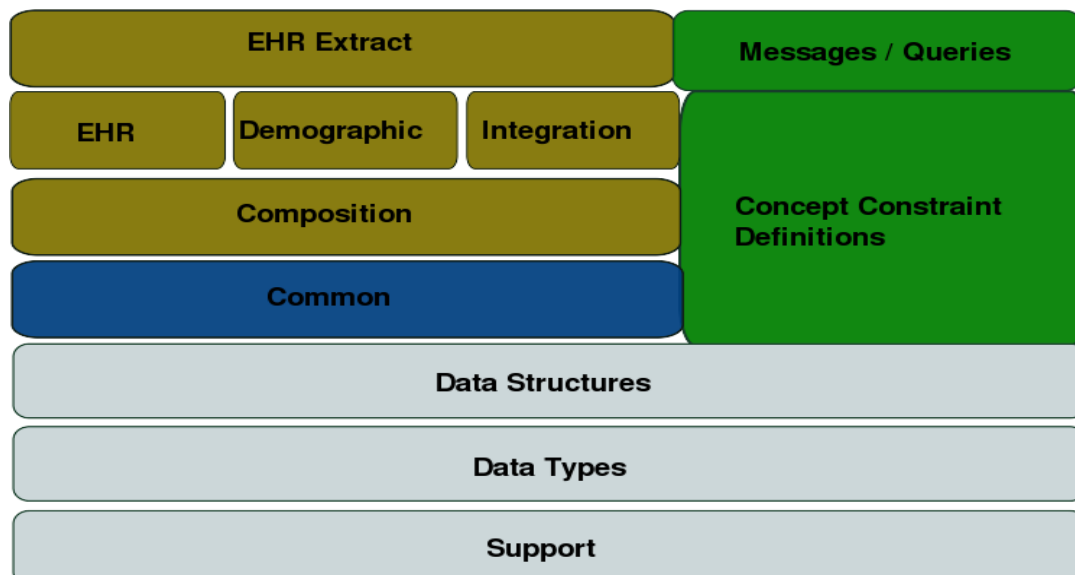 EHR Extract
Messages / Queries
EHR
Demographic
Integration
Composition
Concept Constraint
Definitions
Common
Data Structures
Data Types
Support